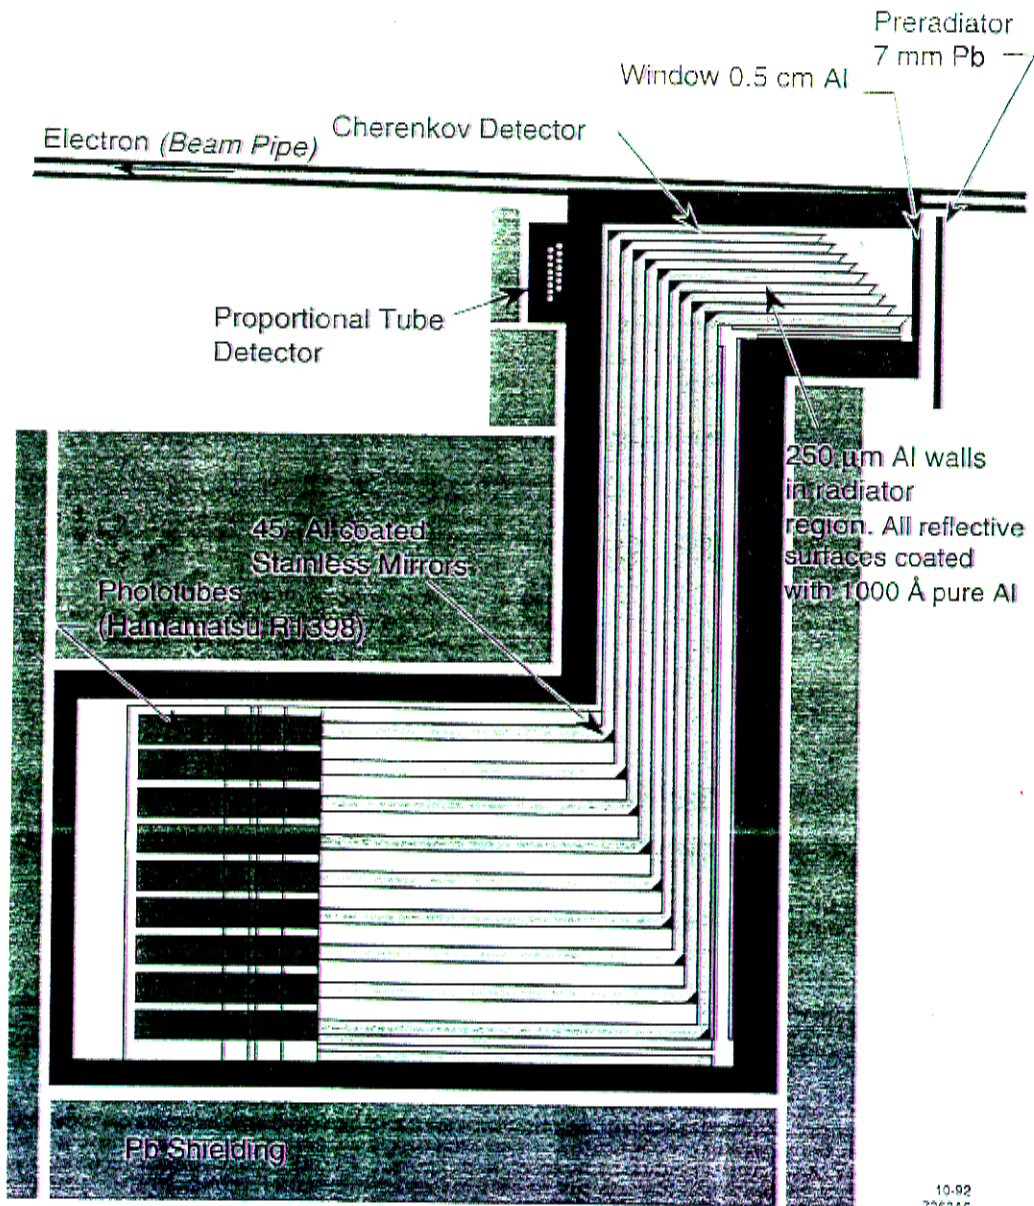 Preradiator
7 mm Pb
Window 0.5 cm Al
Cherenkov Detector
Electron (Beam Pipe)
Proportional Tube
Detector
250 µm Al walls
in radiator
region. All reflective
surfaces coated
with 1000 Å pure Al
45° Al coated
Stainless Mirrors
Phototubes
(Hamamatsu R1398)
Pb Shielding
10-92